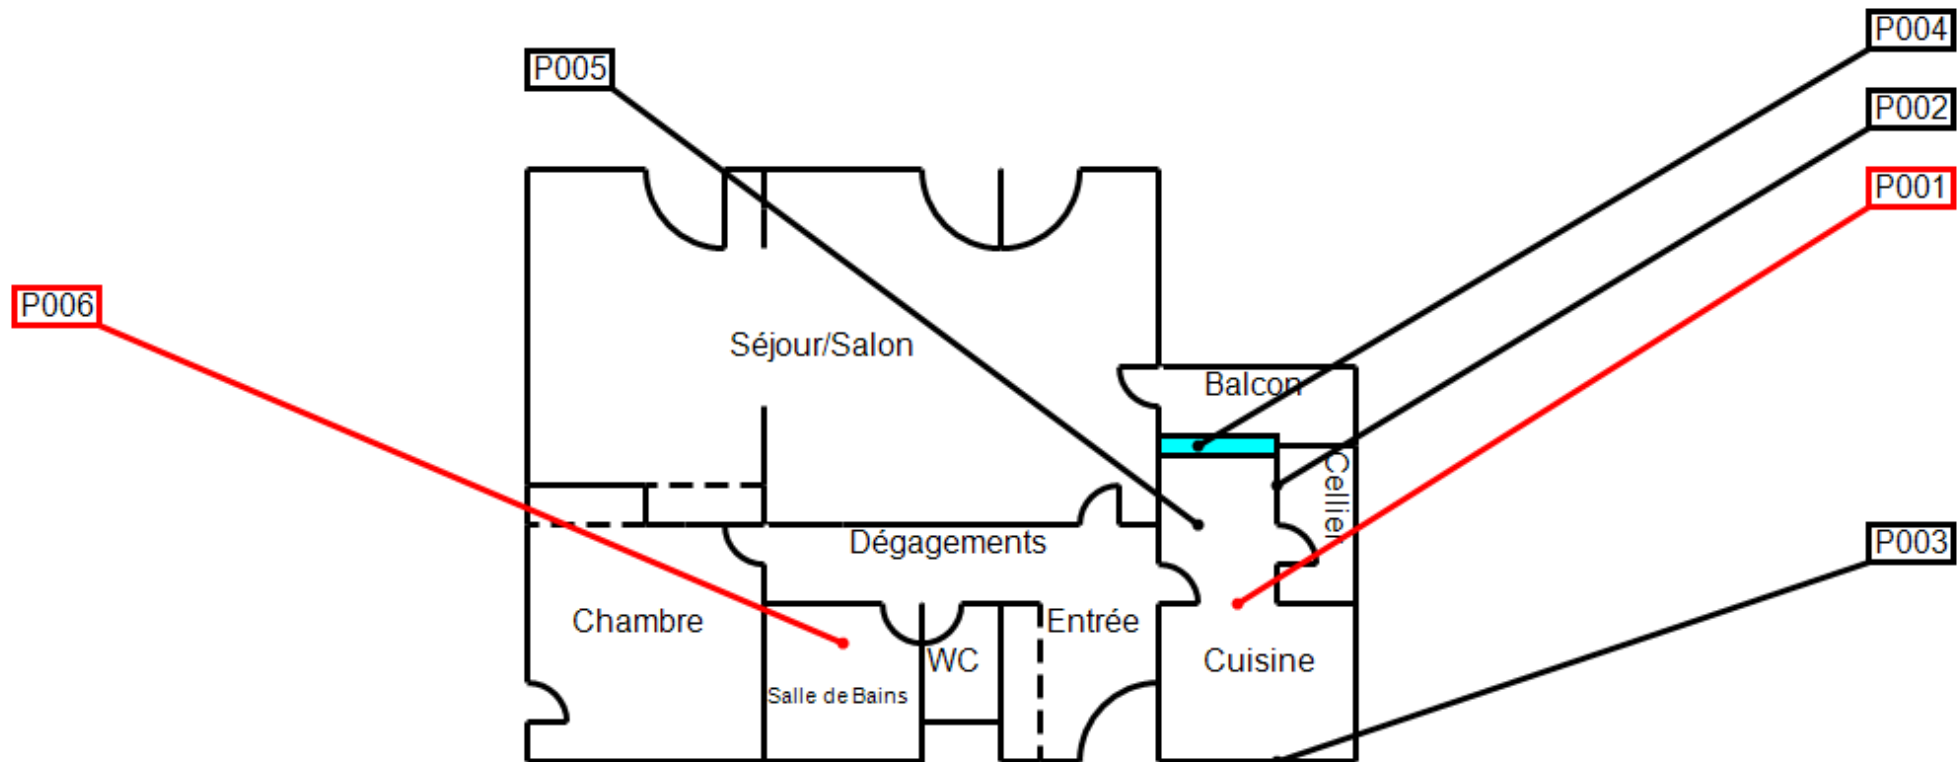 P004
P005
P002
P001
P006
Séjour/Salon
Balcon
Cellier
Dégagements
P003
Chambre
Entrée
WC
Cuisine
Salle de Bains